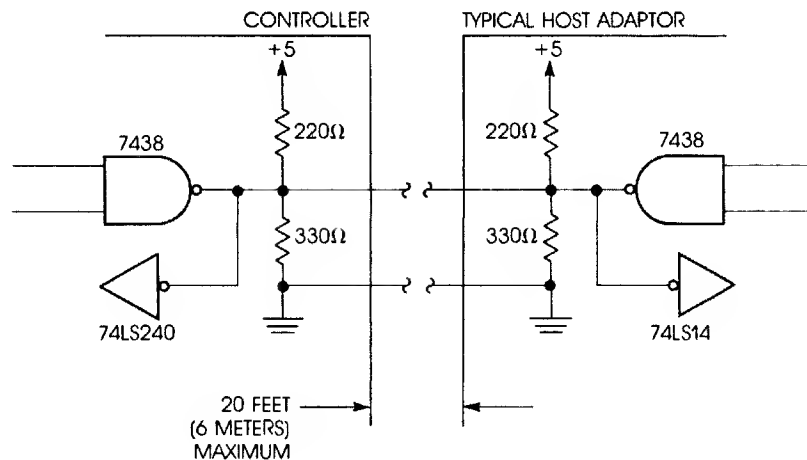 CONTROLLER
TYPICAL HOST ADAPTOR
+5
+5
7438
220Ω
220Ω
7438
330Ω
330Ω
74LS240
74LS14
20 FEET
(6 METERS)
MAXIMUM